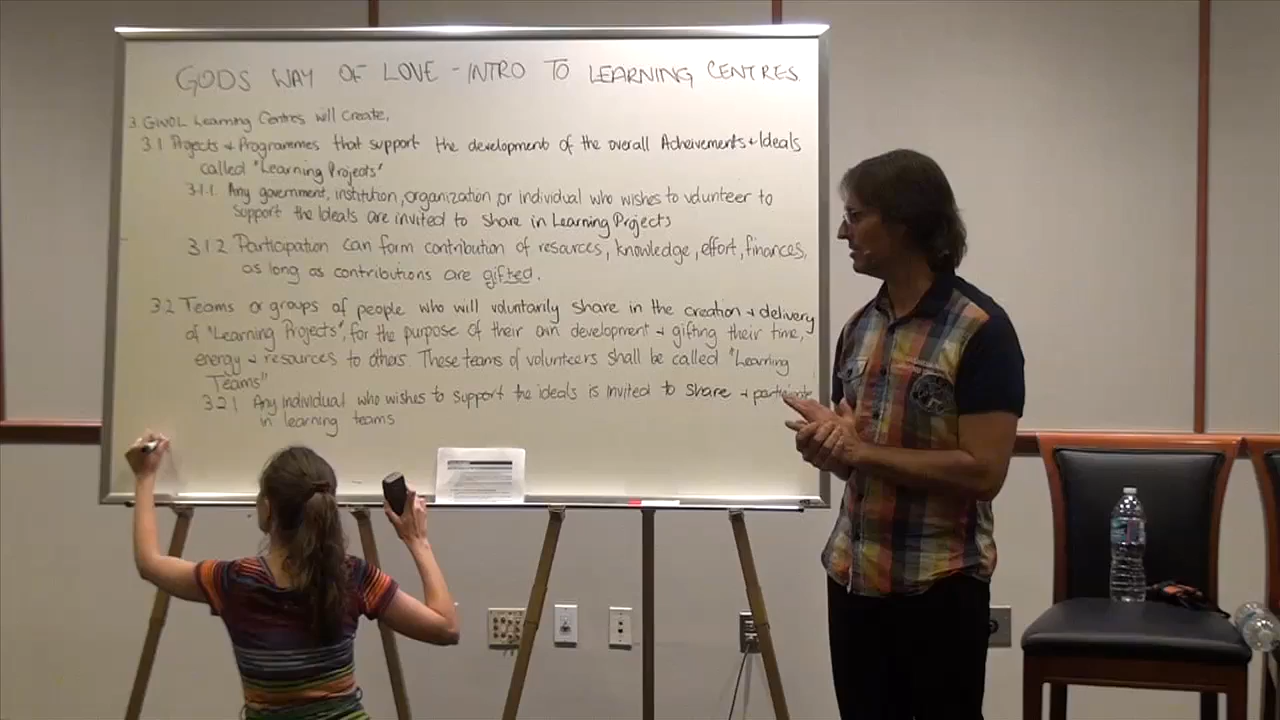 GODS WAY OF LOVE - INTRO TO LEARNING CENTRES
3. GWOL Learning Centres will create,
3.1 Projects + Programmes that support the development of the overall Acheivements + Ideals
called "Learning Projects"
3.1.1. Any government, institution, organization, or individual who wishes to volunteer to
support the Ideals are invited to share in Learning Projects
3.1.2 Participation can form contribution of resources, knowledge, effort, finances,
as long as contributions are gifted.
3.2 Teams or groups of people who will voluntarily share in the creation + delivery
of "Learning Projects", for the purpose of their own development + gifting their time,
energy + resources to others. These teams of volunteers shall be called "Learning
Teams"
3.2.1 Any individual who wishes to support the ideals is invited to share + participate
in learning teams